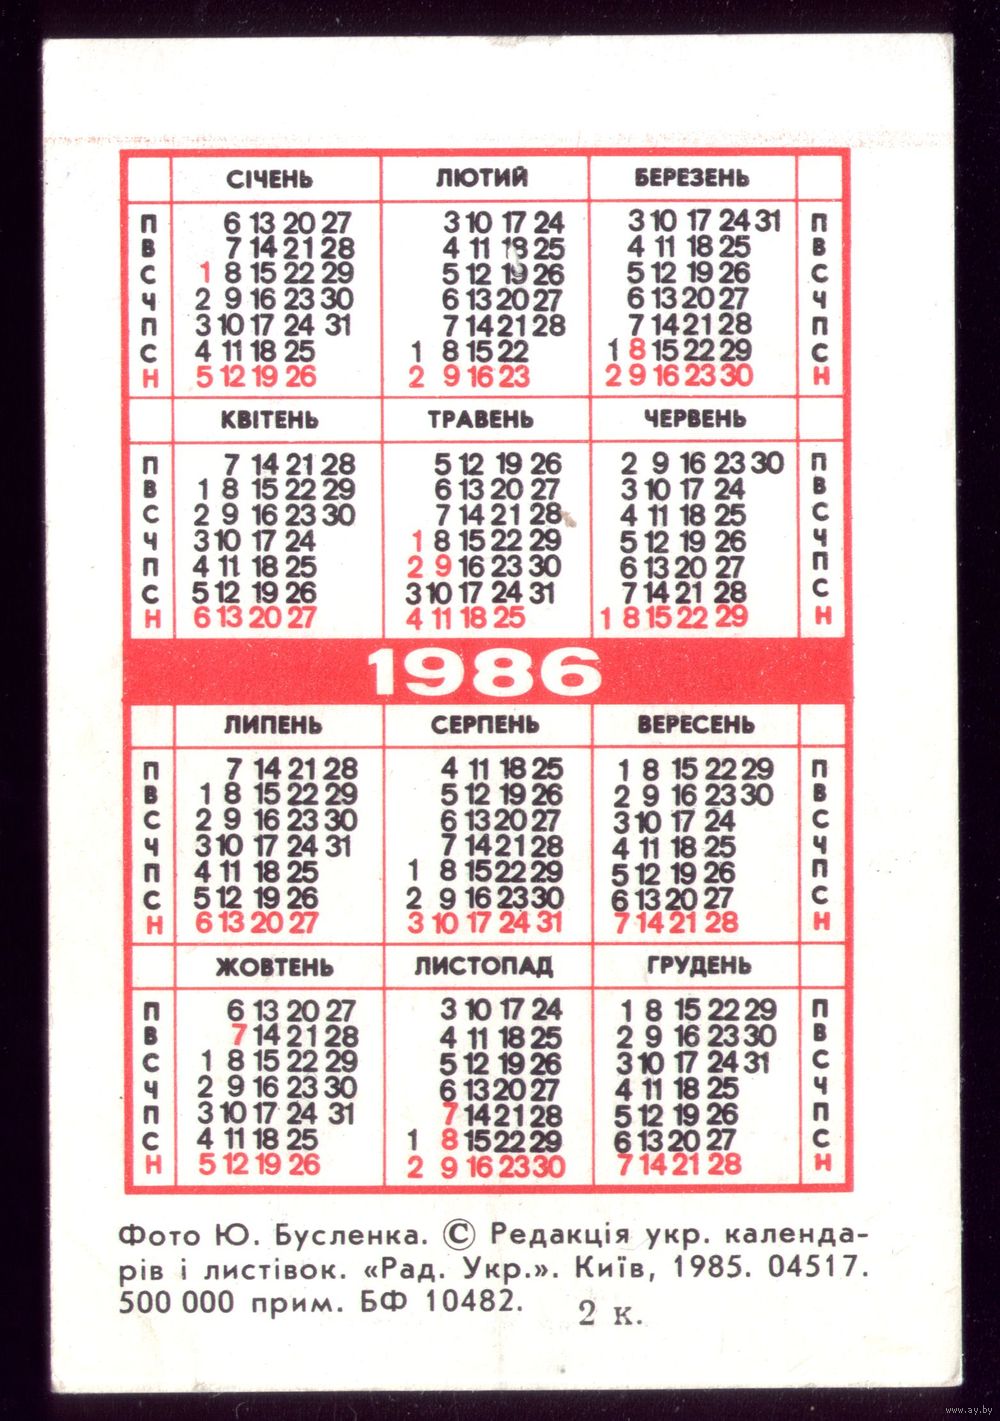 СІЧЕНЬ ЛЮТИЙ БЕРЕЗЕНЬ
П 6 13 20 27 3 10 17 24 3 10 17 24 31 П
В 7 14 21 28 4 11 18 25 4 11 18 25 В
С 1 8 15 22 29 5 12 19 26 5 12 19 26 С
Ч 2 9 16 23 30 6 13 20 27 6 13 20 27 Ч
П 3 10 17 24 31 7 14 21 28 7 14 21 28 П
С 4 11 18 25 1 8 15 22 1 8 15 22 29 С
Н 5 12 19 26 2 9 16 23 2 9 16 23 30 Н
КВІТЕНЬ ТРАВЕНЬ ЧЕРВЕНЬ
П 7 14 21 28 5 12 19 26 2 9 16 23 30 П
В 1 8 15 22 29 6 13 20 27 3 10 17 24 В
С 2 9 16 23 30 7 14 21 28 4 11 18 25 С
Ч 3 10 17 24 1 8 15 22 29 5 12 19 26 Ч
П 4 11 18 25 2 9 16 23 30 6 13 20 27 П
С 5 12 19 26 3 10 17 24 31 7 14 21 28 С
Н 6 13 20 27 4 11 18 25 1 8 15 22 29 Н
1986
ЛИПЕНЬ СЕРПЕНЬ ВЕРЕСЕНЬ
П 7 14 21 28 4 11 18 25 1 8 15 22 29 П
В 1 8 15 22 29 5 12 19 26 2 9 16 23 30 В
С 2 9 16 23 30 6 13 20 27 3 10 17 24 С
Ч 3 10 17 24 31 7 14 21 28 4 11 18 25 Ч
П 4 11 18 25 1 8 15 22 29 5 12 19 26 П
С 5 12 19 26 2 9 16 23 30 6 13 20 27 С
Н 6 13 20 27 3 10 17 24 31 7 14 21 28 Н
ЖОВТЕНЬ ЛИСТОПАД ГРУДЕНЬ
П 6 13 20 27 3 10 17 24 1 8 15 22 29 П
В 7 14 21 28 4 11 18 25 2 9 16 23 30 В
С 1 8 15 22 29 5 12 19 26 3 10 17 24 31 С
Ч 2 9 16 23 30 6 13 20 27 4 11 18 25 Ч
П 3 10 17 24 31 7 14 21 28 5 12 19 26 П
С 4 11 18 25 1 8 15 22 29 6 13 20 27 С
Н 5 12 19 26 2 9 16 23 30 7 14 21 28 Н
Фото Ю. Бусленка. © Редакція укр. календа-
рів і листівок. «Рад. Укр.». Київ, 1985. 04517.
500 000 прим. БФ 10482. 2 к.
www.ay.by